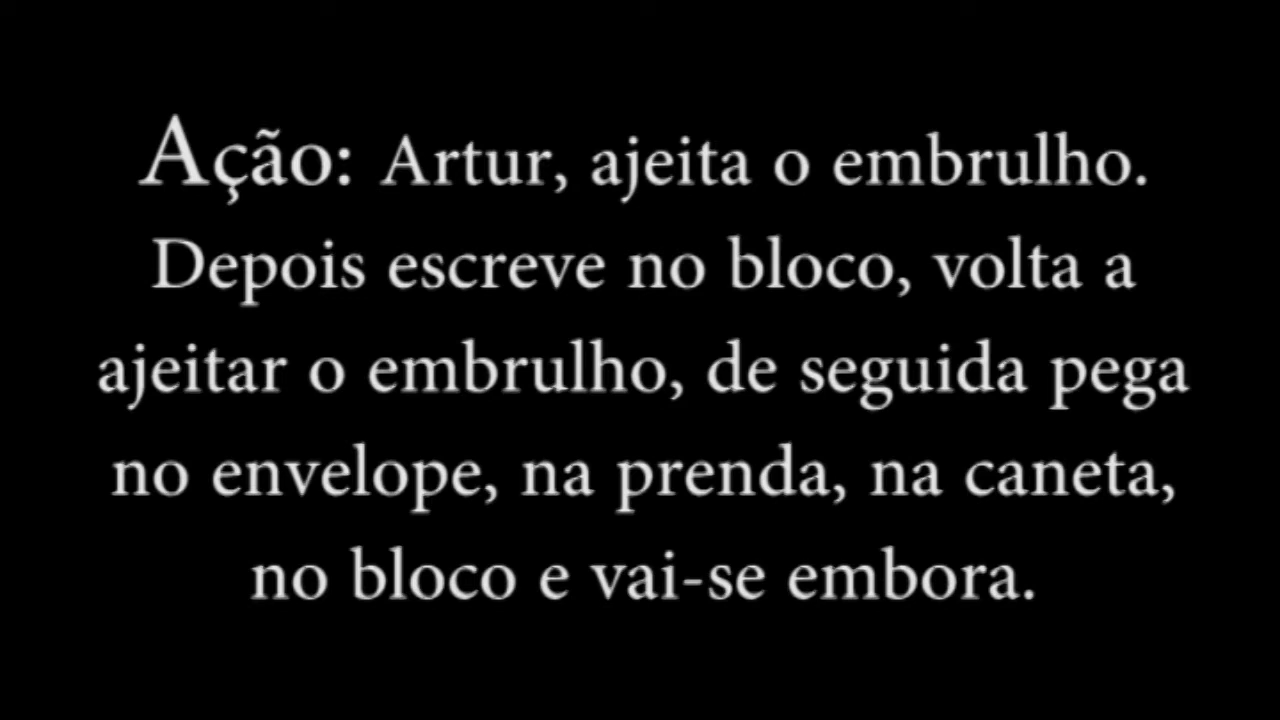 Ação: Artur, ajeita o embrulho.
Depois escreve no bloco, volta a
ajeitar o embrulho, de seguida pega
no envelope, na prenda, na caneta,
no bloco e vai-se embora.